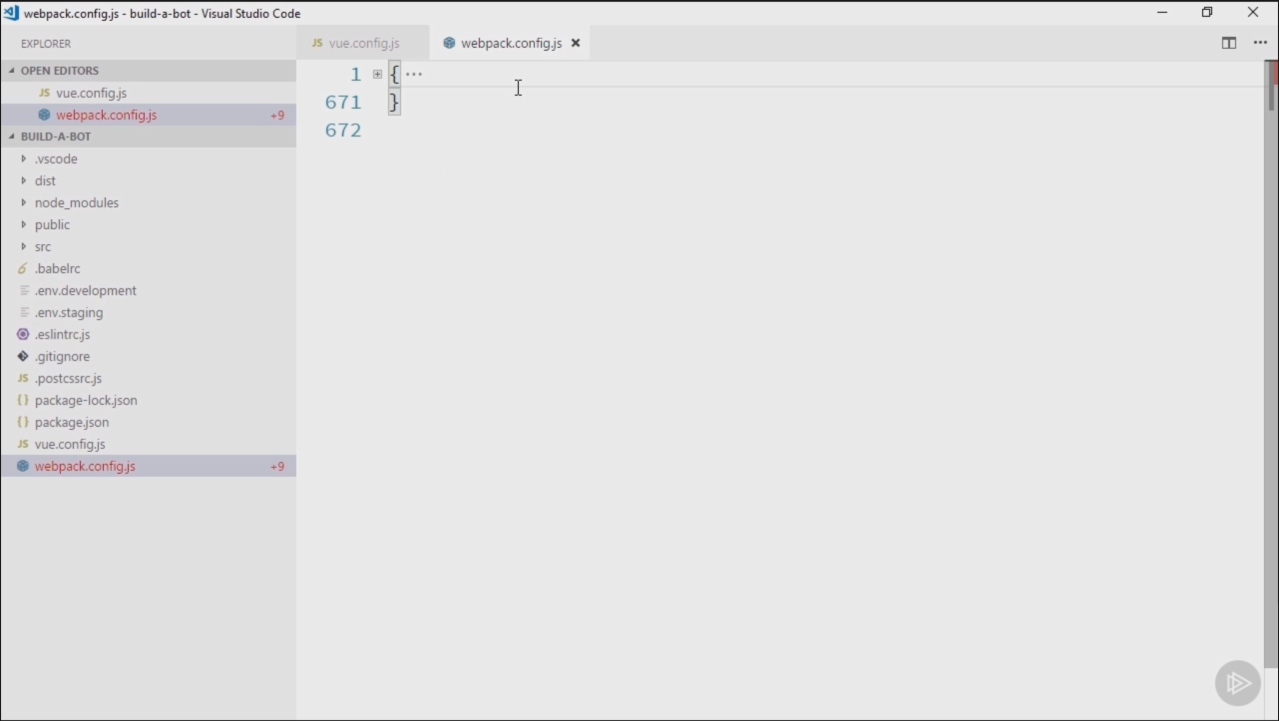 webpack.config.js - build-a-bot - Visual Studio Code
EXPLORER
OPEN EDITORS
JS vue.config.js
webpack.config.js +9
BUILD-A-BOT
.vscode
dist
node_modules
public
src
.babelrc
.env.development
.env.staging
.eslintrc.js
.gitignore
JS .postcssrc.js
{} package-lock.json
{} package.json
JS vue.config.js
webpack.config.js +9
JS vue.config.js
webpack.config.js
1 { ...
671 }
672